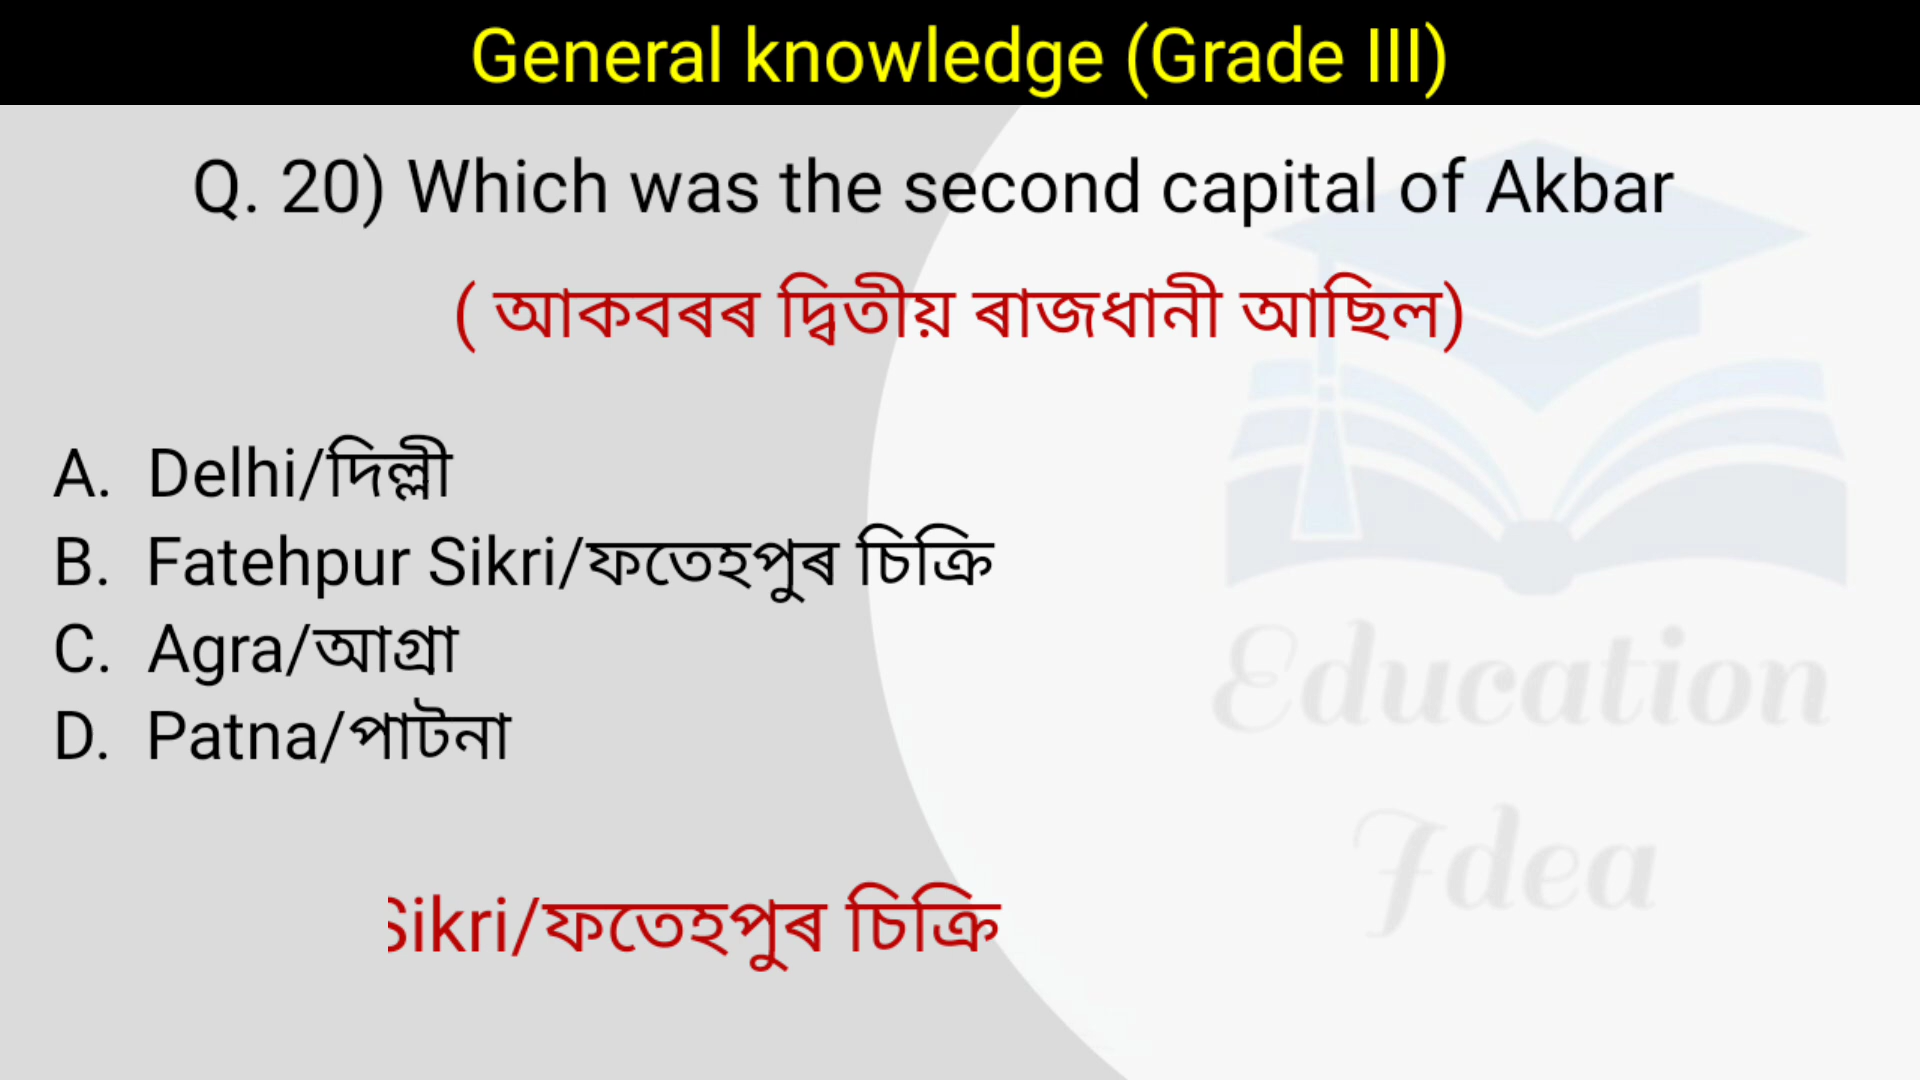 General knowledge (Grade III)
Q. 20) Which was the second capital of Akbar
( আকবৰৰ দ্বিতীয় ৰাজধানী আছিল)
A. Delhi/দিল্লী
B. Fatehpur Sikri/ফতেহপুৰ চিক্ৰি
C. Agra/আগ্ৰা
D. Patna/পাটনা
Sikri/ফতেহপুৰ চিক্ৰি
Education
Idea